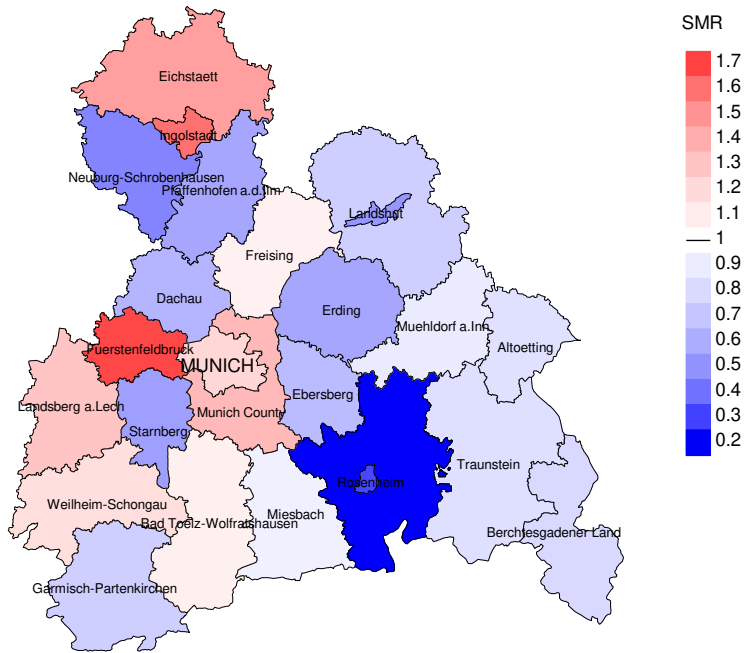 SMR
1.7
1.6
1.5
1.4
1.3
1.2
1.1
1
0.9
0.8
0.7
0.6
0.5
0.4
0.3
0.2
Eichstaett
Ingolstadt
Neuburg-Schrobenhausen
Pfaffenhofen a.d.Ilm
Landshut
Freising
Dachau
Erding
Muehldorf a.Inn
Altoetting
Fuerstenfeldbruck
MUNICH
Ebersberg
Landsberg a.Lech
Munich County
Starnberg
Traunstein
Rosenheim
Weilheim-Schongau
Miesbach
Bad Toelz-Wolfratshausen
Berchtesgadener Land
Garmisch-Partenkirchen